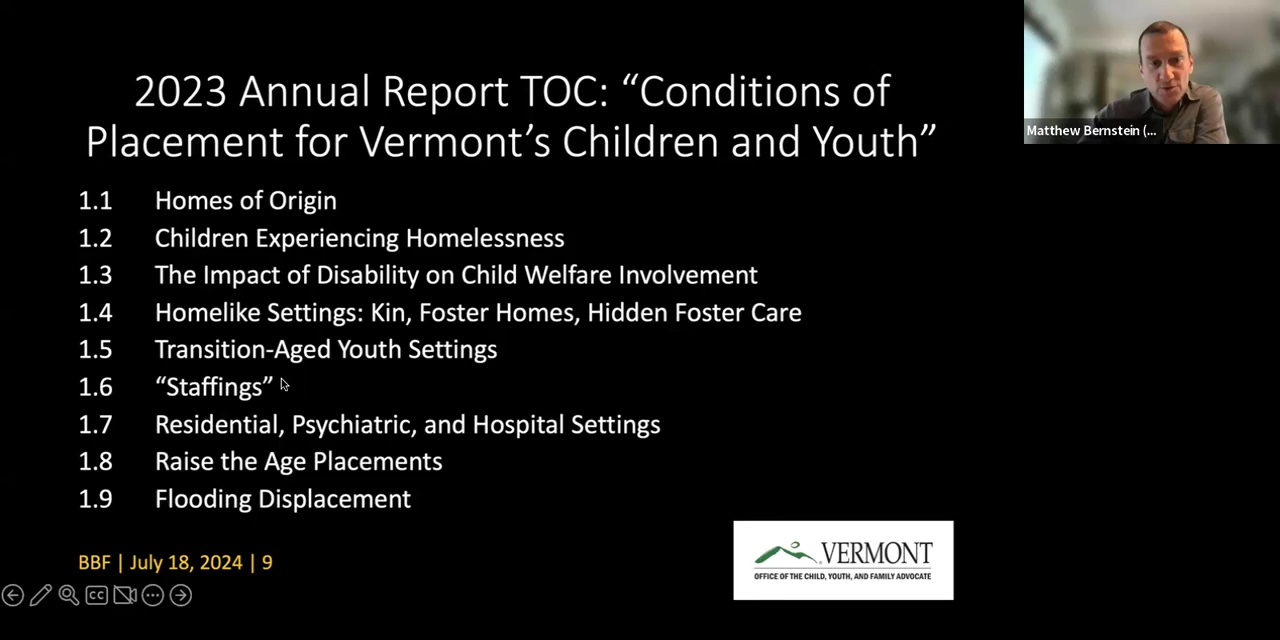 2023 Annual Report TOC: “Conditions of
Placement for Vermont’s Children and Youth”
Matthew Bernstein (...
1.1 Homes of Origin
1.2 Children Experiencing Homelessness
1.3 The Impact of Disability on Child Welfare Involvement
1.4 Homelike Settings: Kin, Foster Homes, Hidden Foster Care
1.5 Transition-Aged Youth Settings
1.6 “Staffings”
1.7 Residential, Psychiatric, and Hospital Settings
1.8 Raise the Age Placements
1.9 Flooding Displacement
BBF | July 18, 2024 | 9
VERMONT
OFFICE OF THE CHILD, YOUTH, AND FAMILY ADVOCATE
CC